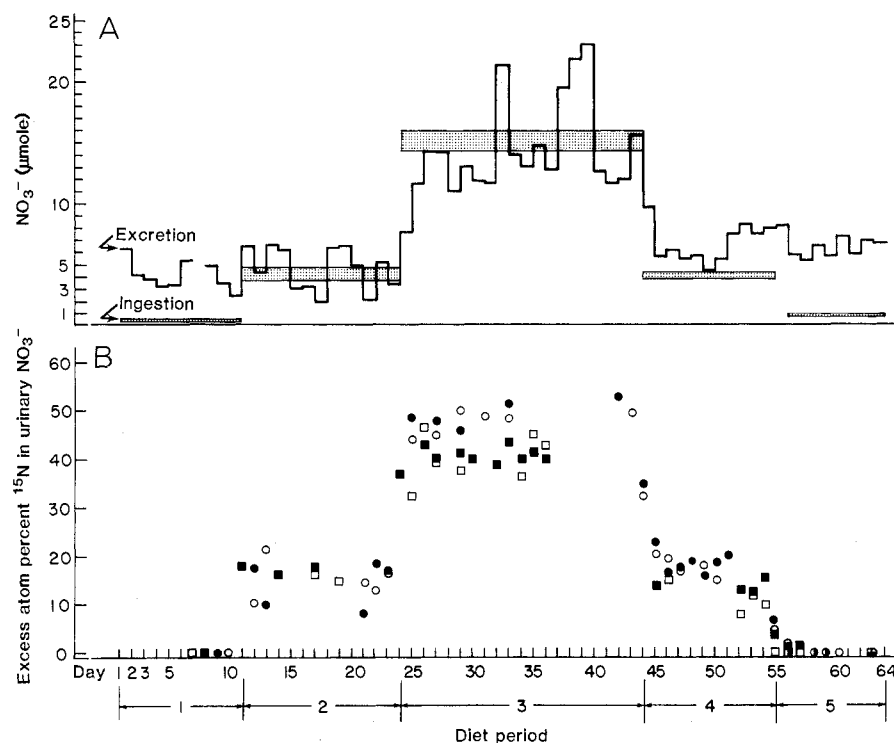 A
25
20
10
5
3
1
NO₃⁻ (μmole)
Excretion
Ingestion
B
60
50
40
30
20
10
0
Excess atom percent ¹⁵N in urinary NO₃⁻
Day 1 2 3 5 10 15 20 25 30 35 40 45 50 55 60 64
1 2 3 4 5
Diet period